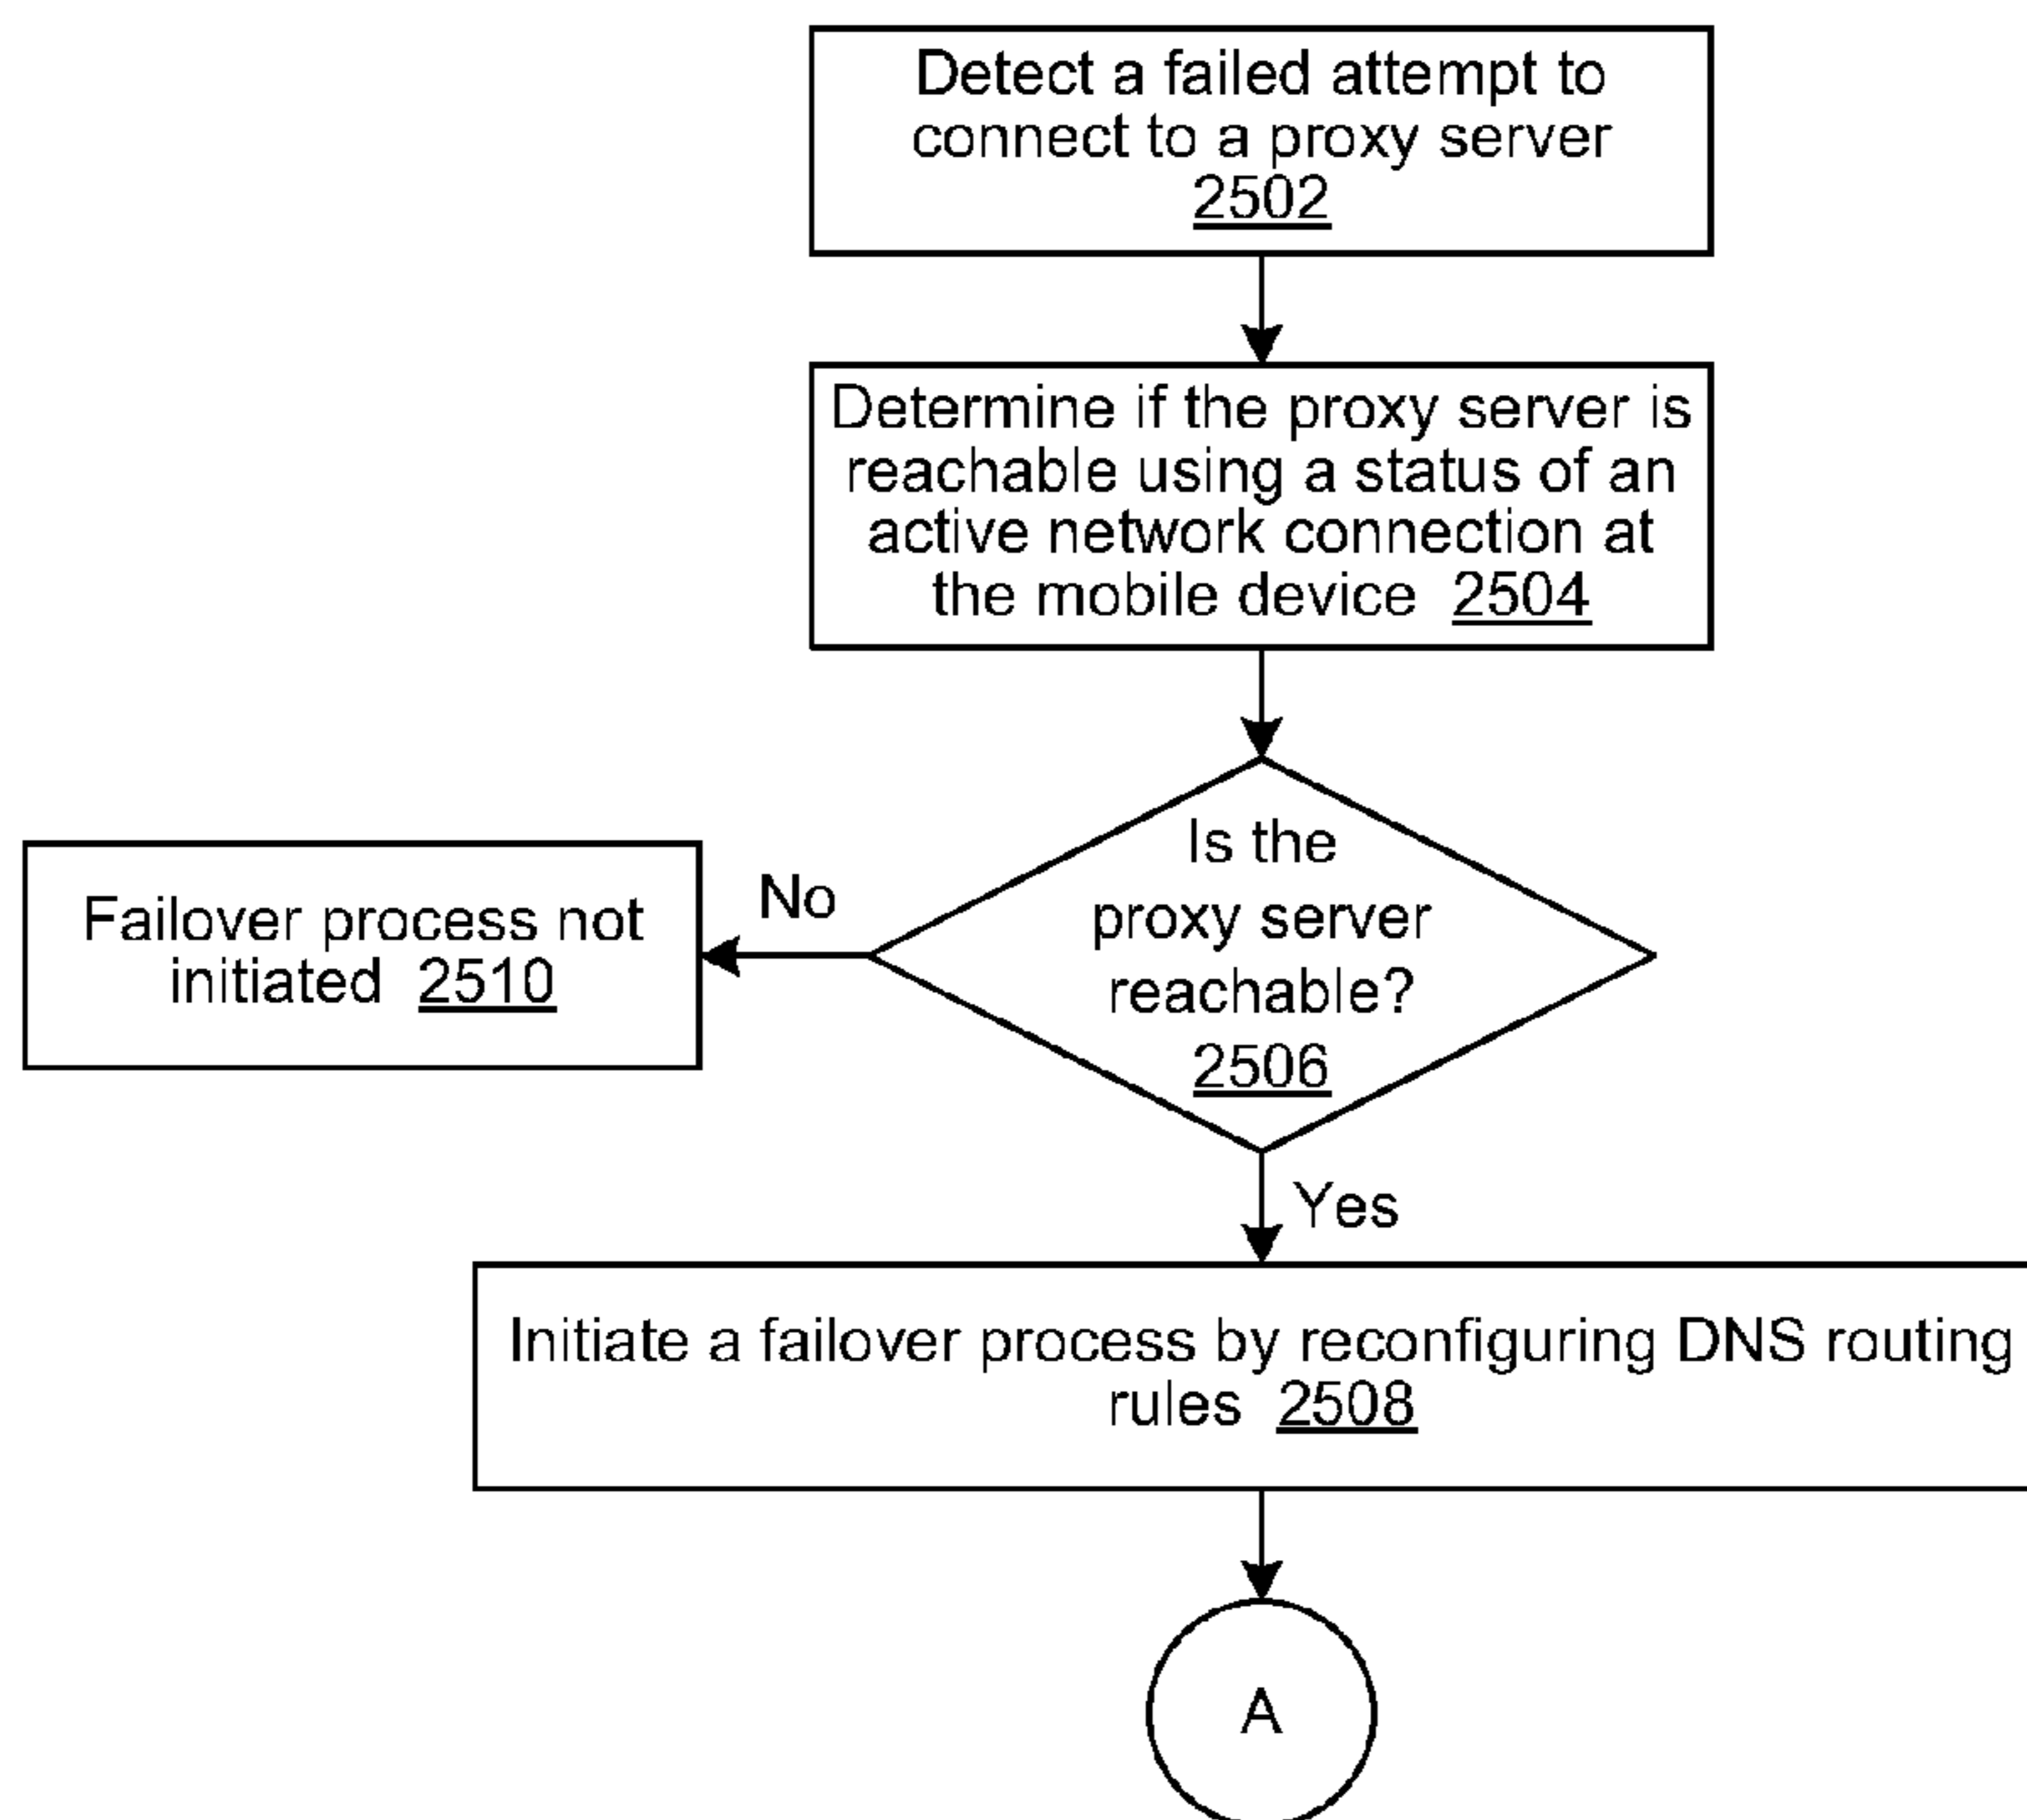 Detect a failed attempt to
connect to a proxy server
2502
Determine if the proxy server is
reachable using a status of an
active network connection at
the mobile device 2504
Is the
proxy server
reachable?
2506
No
Failover process not
initiated 2510
Yes
Initiate a failover process by reconfiguring DNS routing
rules 2508
A